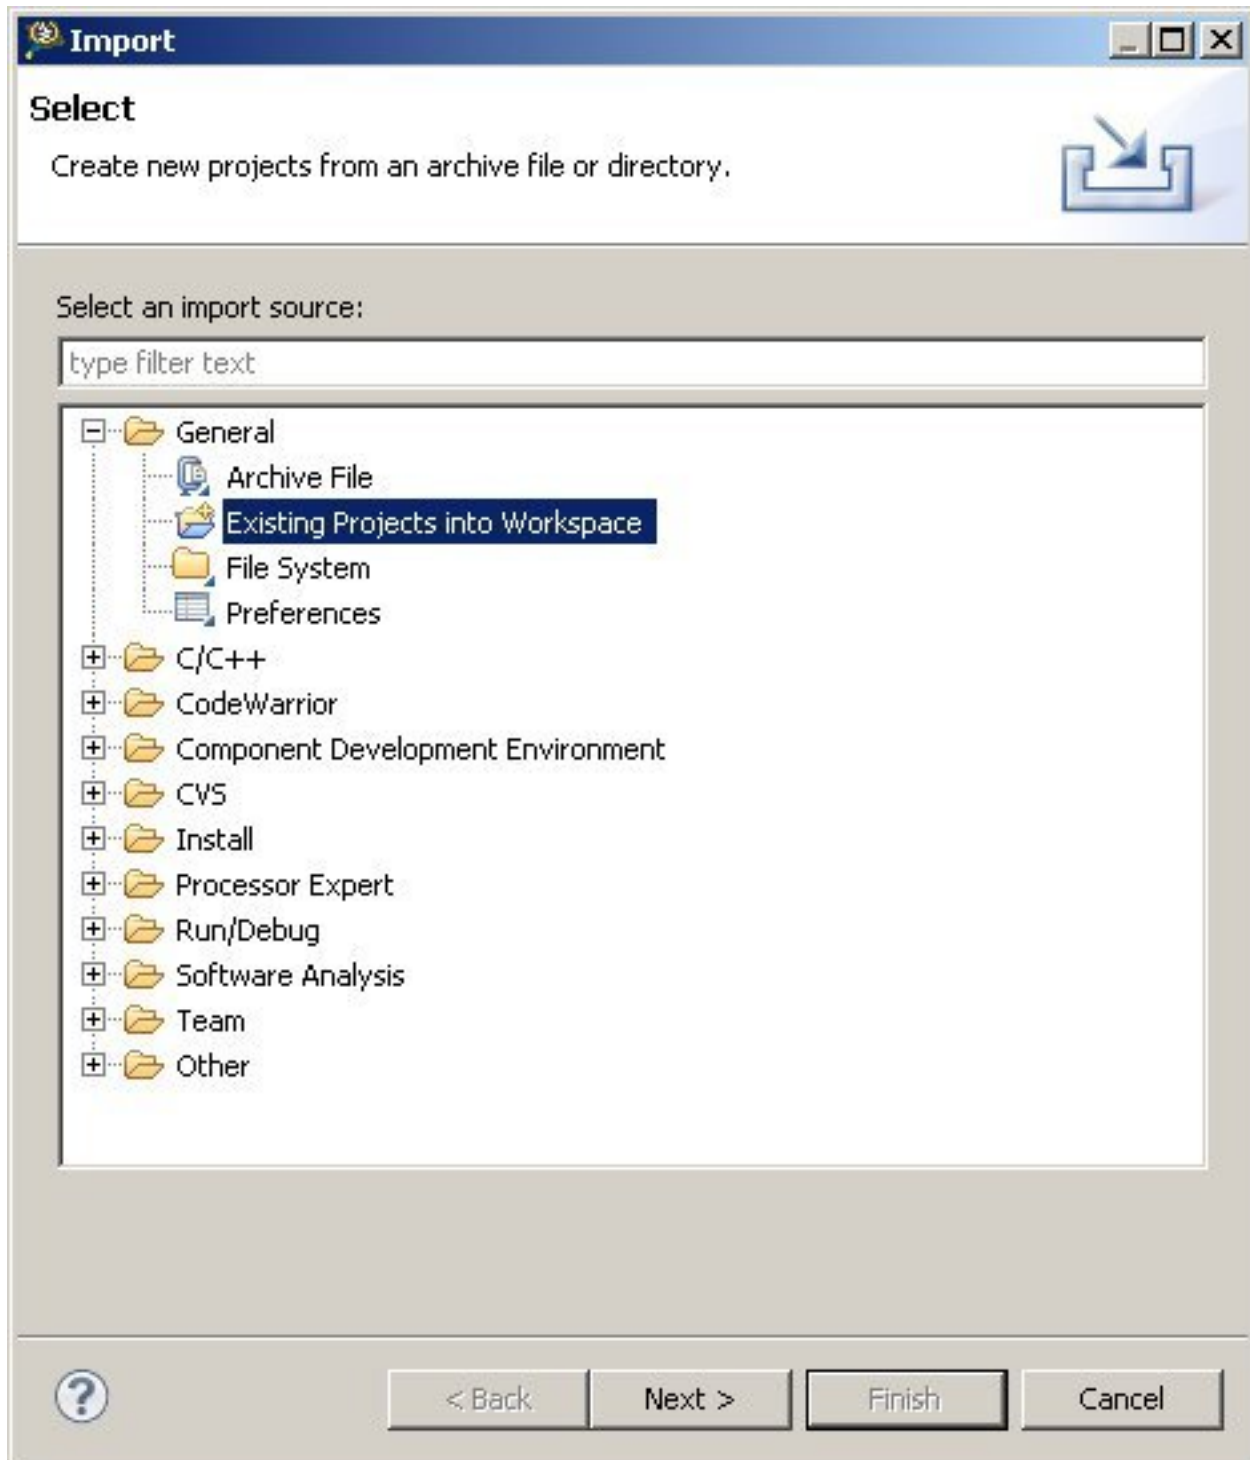 Import
Select
Create new projects from an archive file or directory.
Select an import source:
type filter text
General
Archive File
Existing Projects into Workspace
File System
Preferences
C/C++
CodeWarrior
Component Development Environment
CVS
Install
Processor Expert
Run/Debug
Software Analysis
Team
Other
? < Back Next > Finish Cancel